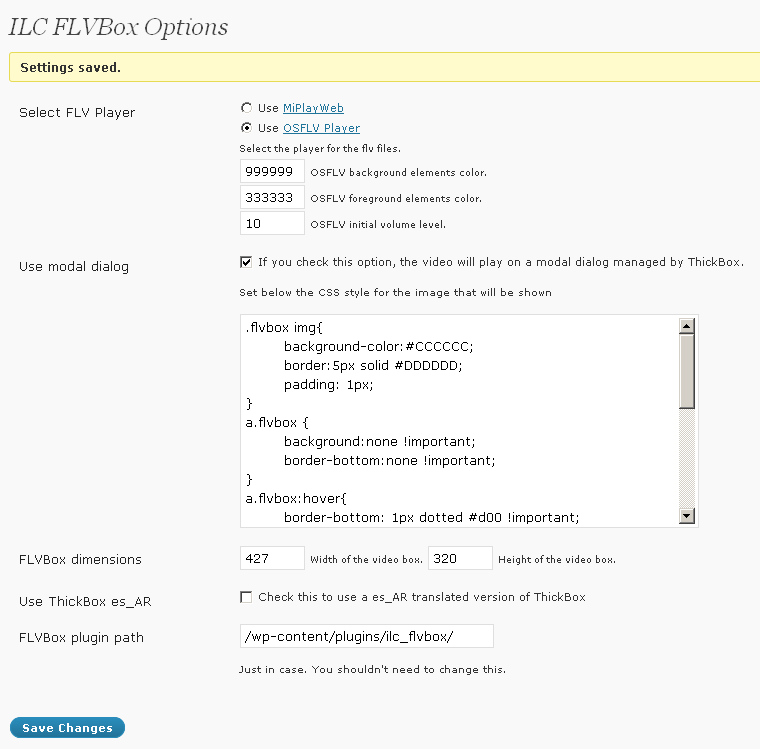 ILC FLVBox Options
Settings saved.
Select FLV Player
Use MiPlayWeb
Use OSFLV Player
Select the player for the flv files.
999999 OSFLV background elements color.
333333 OSFLV foreground elements color.
10 OSFLV initial volume level.
Use modal dialog
If you check this option, the video will play on a modal dialog managed by ThickBox.
Set below the CSS style for the image that will be shown
.flvbox img{
background-color:#CCCCCC;
border:5px solid #DDDDDD;
padding: 1px;
}
a.flvbox {
background:none !important;
border-bottom:none !important;
}
a.flvbox:hover{
border-bottom: 1px dotted #d00 !important;
FLVBox dimensions
427 Width of the video box. 320 Height of the video box.
Use ThickBox es_AR
Check this to use a es_AR translated version of ThickBox
FLVBox plugin path
/wp-content/plugins/ilc_flvbox/
Just in case. You shouldn't need to change this.
Save Changes